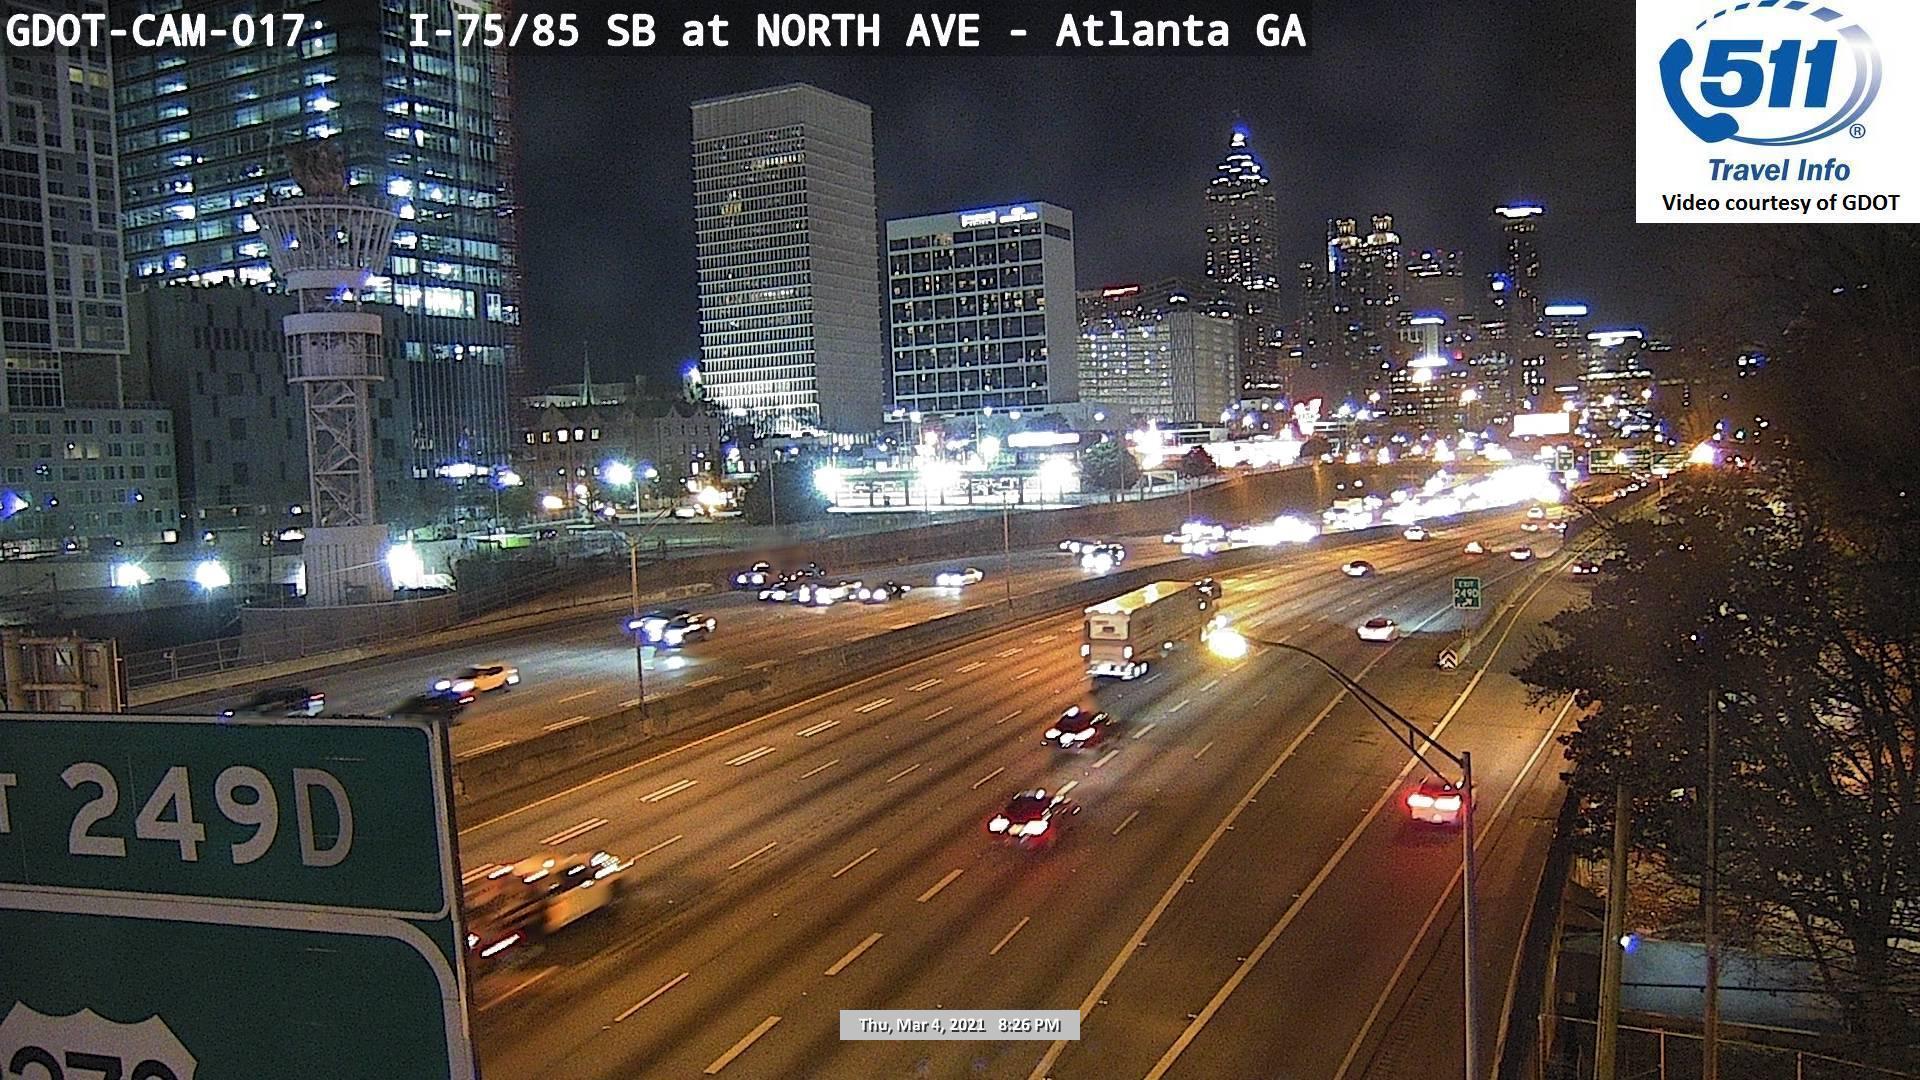 GDOT-CAM-017: I-75/85 SB at NORTH AVE - Atlanta GA
511
®
Travel Info
Video courtesy of GDOT
EXIT
249D
N
T 249D
278
Thu, Mar 4, 2021 8:26 PM